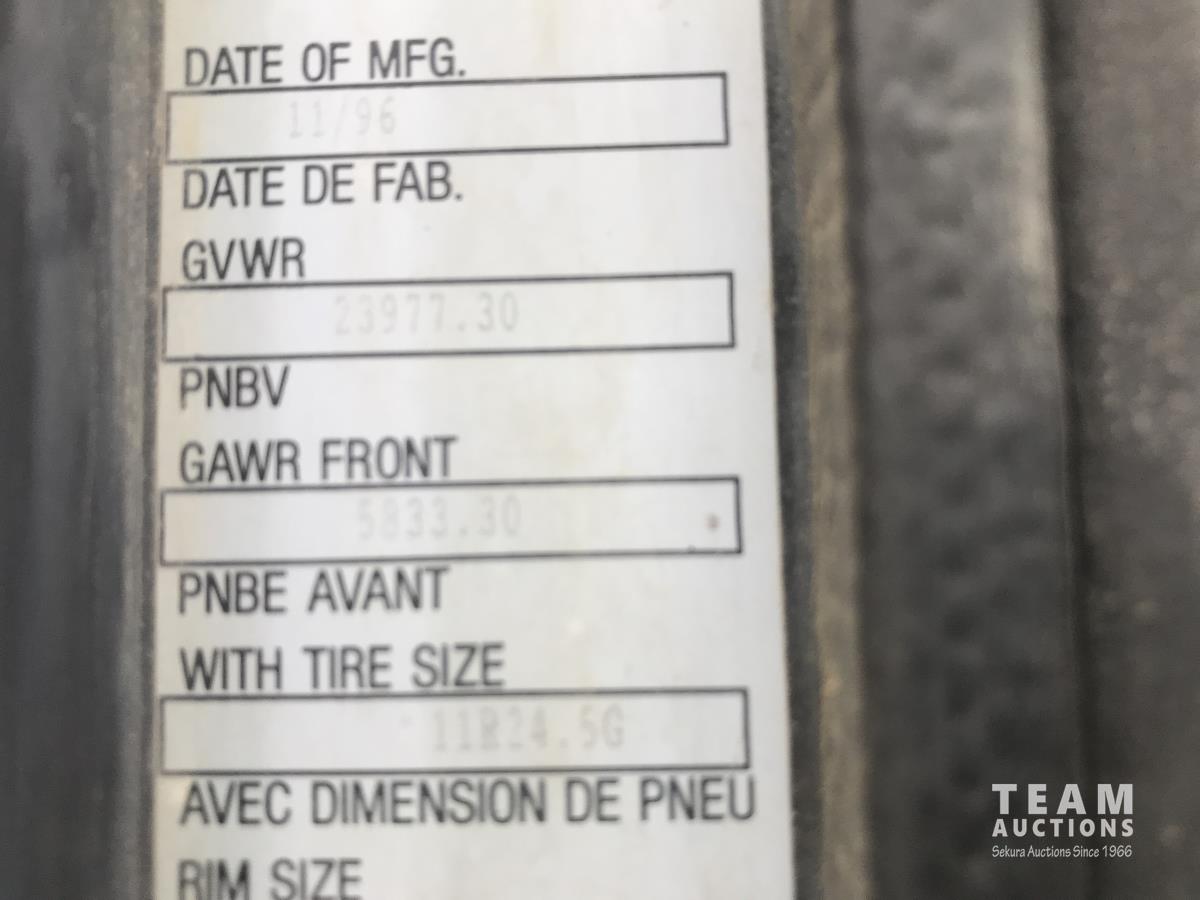 DATE OF MFG.
11/96
DATE DE FAB.
GVWR
23977.30
PNBV
GAWR FRONT
5833.30
PNBE AVANT
WITH TIRE SIZE
11R24.5G
AVEC DIMENSION DE PNEU
RIM SIZE
TEAM
AUCTIONS
Sekura Auctions Since 1966